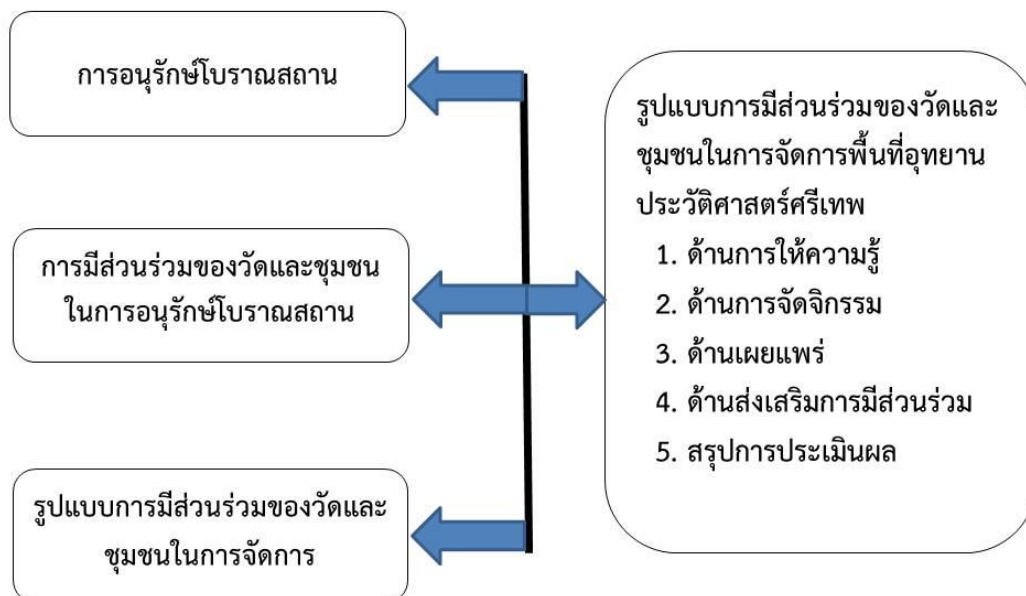 การอนุรักษ์โบราณสถาน
การมีส่วนร่วมของวัดและชุมชน
ในการอนุรักษ์โบราณสถาน
รูปแบบการมีส่วนร่วมของวัดและ
ชุมชนในการจัดการ
รูปแบบการมีส่วนร่วมของวัดและ
ชุมชนในการจัดการพื้นที่อุทยาน
ประวัติศาสตร์ศรีเทพ
1. ด้านการให้ความรู้
2. ด้านการจัดจิกรรม
3. ด้านเผยแพร่
4. ด้านส่งเสริมการมีส่วนร่วม
5. สรุปการประเมินผล